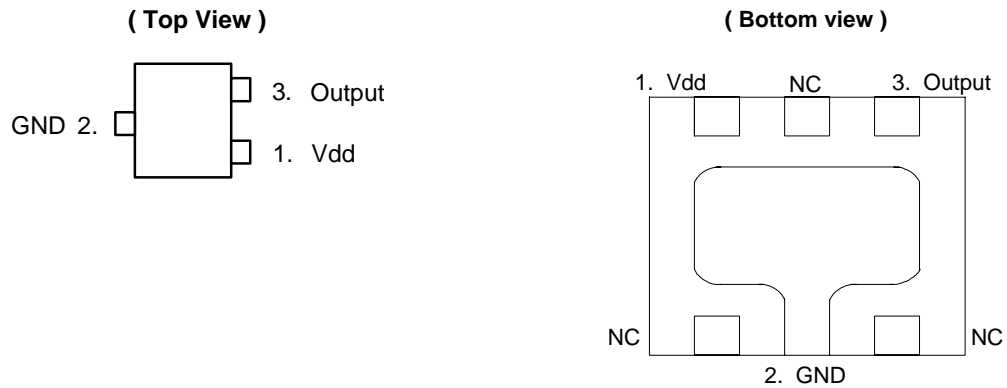 ( Top View )
3. Output
GND 2.
1. Vdd
( Bottom view )
1. Vdd
NC
3. Output
NC
NC
2. GND